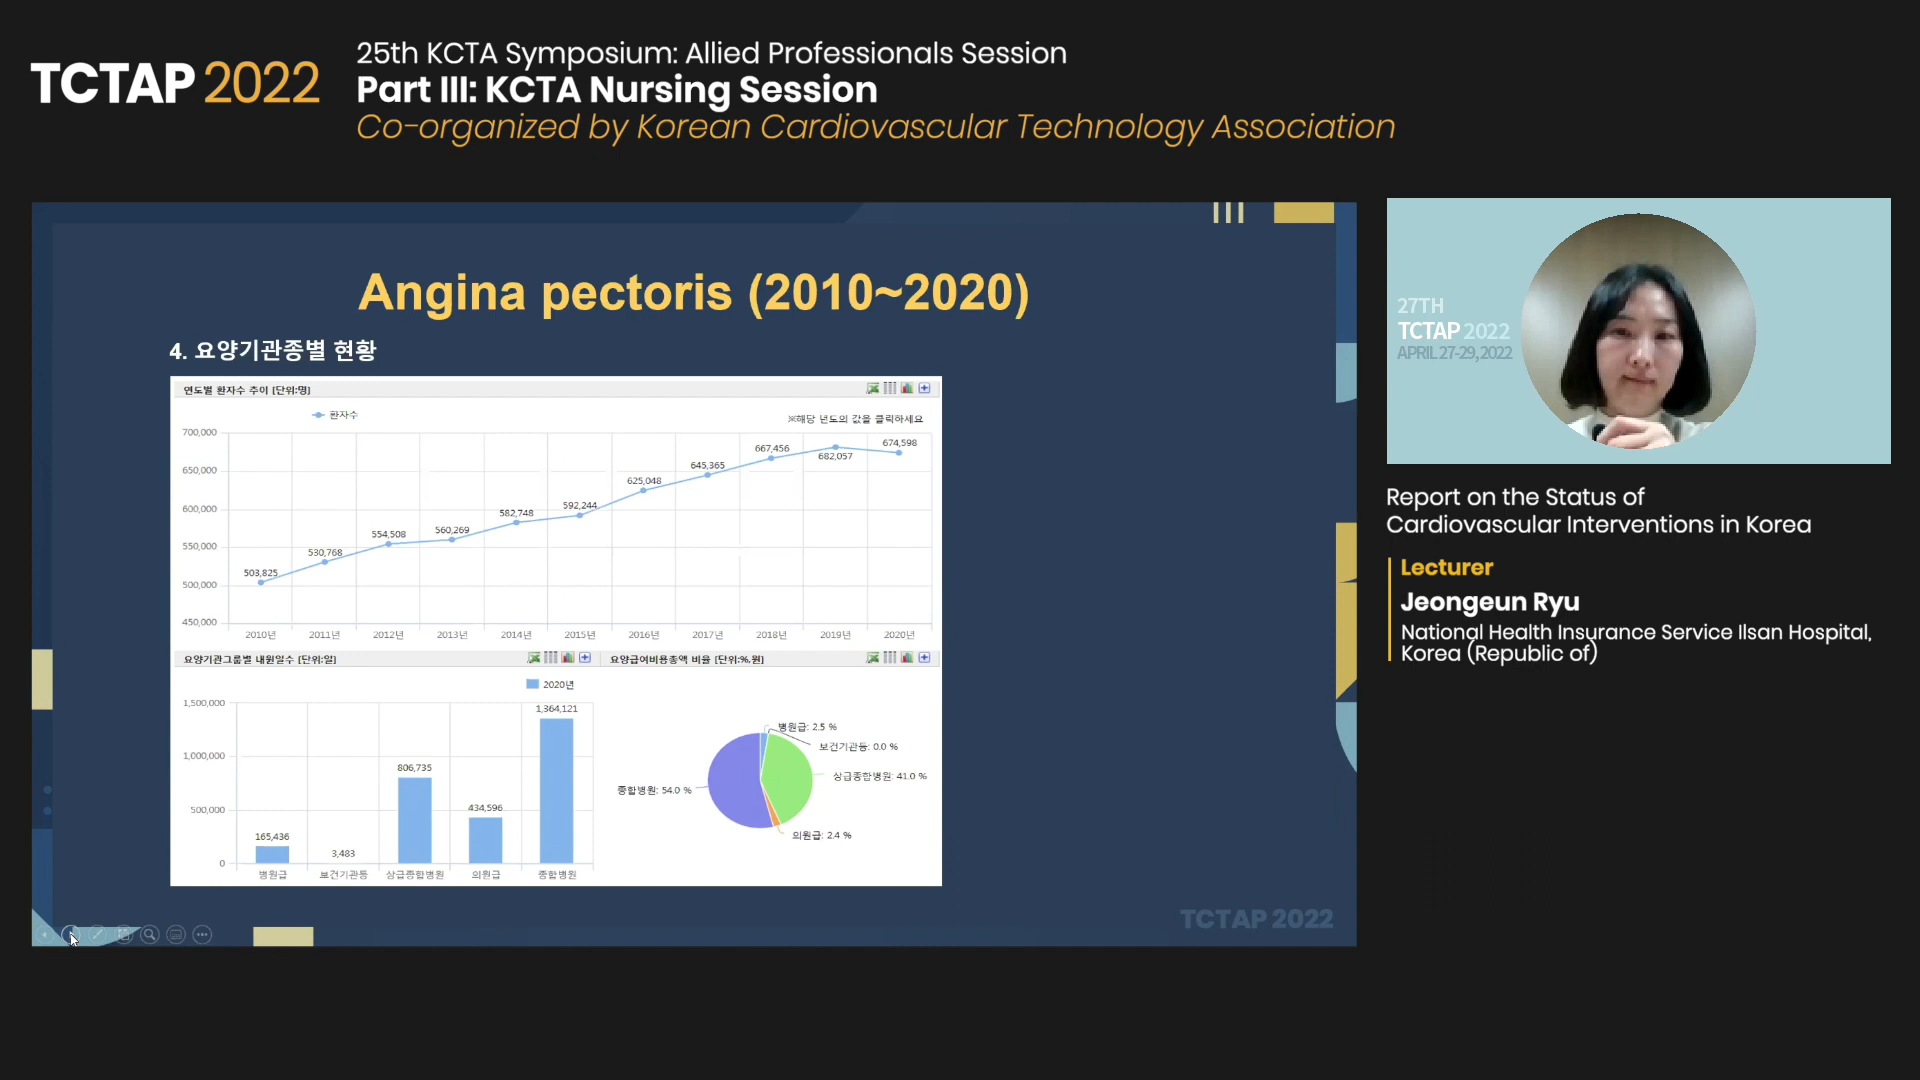 TCTAP 2022
25th KCTA Symposium: Allied Professionals Session
Part III: KCTA Nursing Session
Co-organized by Korean Cardiovascular Technology Association
Angina pectoris (2010~2020)
4. 요양기관종별 현황
연도별 환자수 추이 [단위:명]
환자수
※해당 년도의 값을 클릭하세요
700,000
650,000
600,000
550,000
500,000
450,000
503,825
530,768
554,508
560,269
582,748
592,244
625,048
645,365
667,456
682,057
674,598
2010년 2011년 2012년 2013년 2014년 2015년 2016년 2017년 2018년 2019년 2020년
요양기관그룹별 내원일수 [단위:일]
2020년
1,500,000
1,000,000
500,000
0
165,436
3,483
806,735
434,596
1,364,121
병원급 보건기관등 상급종합병원 의원급 종합병원
요양급여비용총액 비율 [단위:%,원]
병원급: 2.5 %
보건기관등: 0.0 %
상급종합병원: 41.0 %
종합병원: 54.0 %
의원급: 2.4 %
TCTAP 2022
27TH
TCTAP 2022
APRIL 27-29, 2022
Report on the Status of
Cardiovascular Interventions in Korea
Lecturer
Jeongeun Ryu
National Health Insurance Service Ilsan Hospital,
Korea (Republic of)